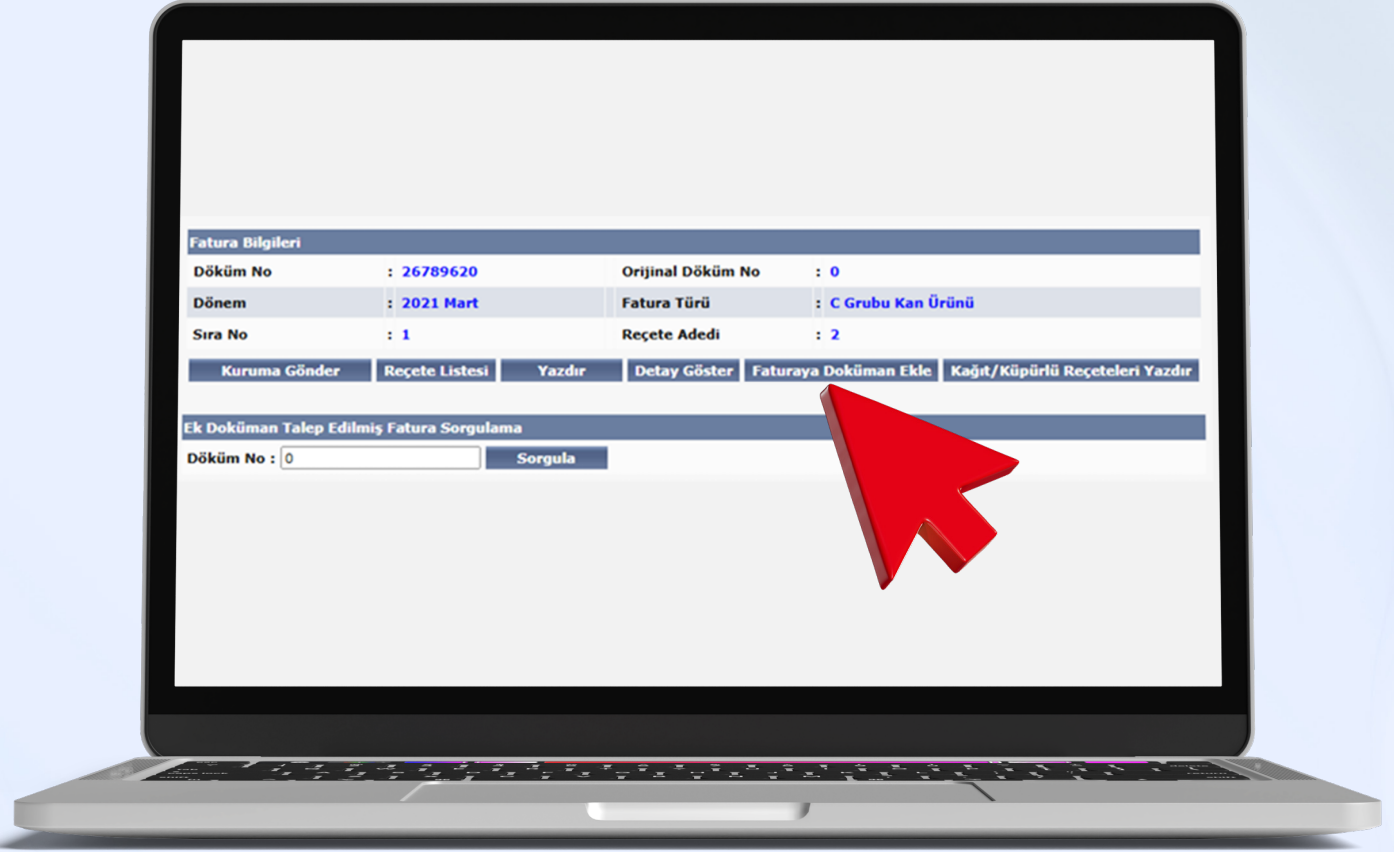 Fatura Bilgileri
Döküm No : 26789620 Orijinal Döküm No : 0
Dönem : 2021 Mart Fatura Türü : C Grubu Kan Ürünü
Sıra No : 1 Reçete Adedi : 2
Kuruma Gönder Reçete Listesi Yazdır Detay Göster Faturaya Doküman Ekle Kağıt/Küpürlü Reçeteleri Yazdır
Ek Doküman Talep Edilmiş Fatura Sorgulama
Döküm No : 0 Sorgula